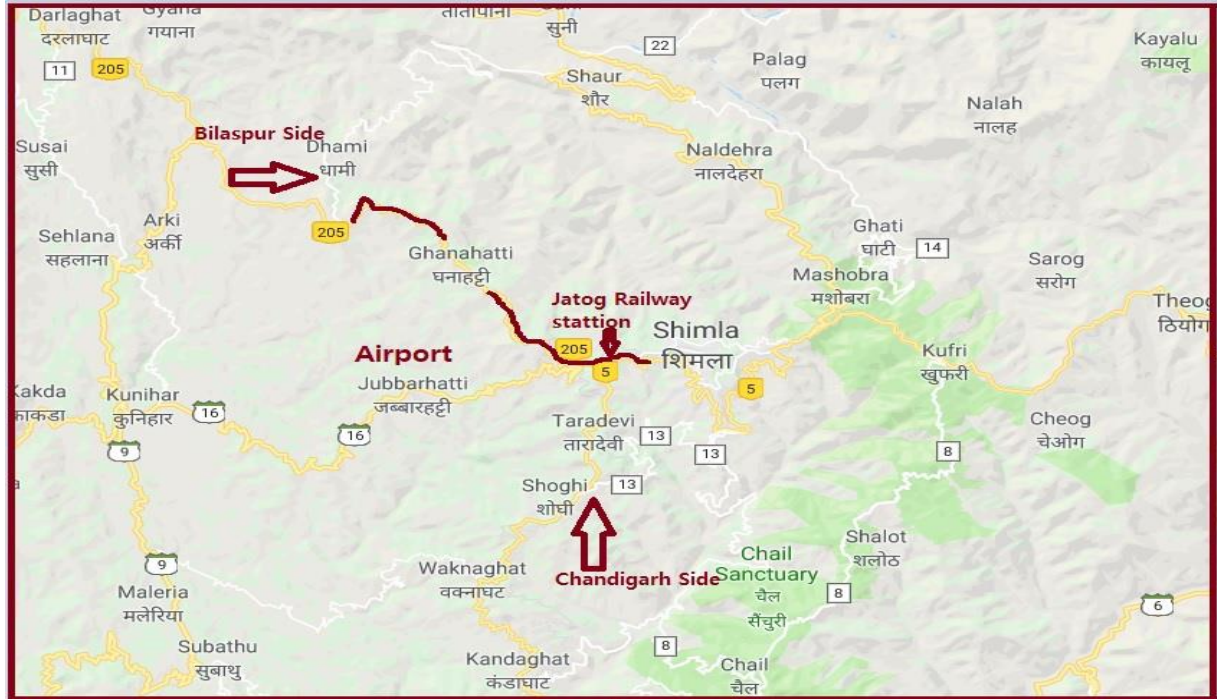 Darlaghat
दरलाघाट
Gyana
गयाना
तातापानी
सुनी
22
Kayalu
कायलू
11
205
Shaur
शौर
Palag
पलग
Nalah
नालह
Bilaspur Side
Dhami
धामी
Susai
सुसी
Naldehra
नालदेहरा
Arki
अर्की
205
Sehlana
सहलाना
Ghanahatti
घनाहट्टी
Ghati
घाटी
14
Sarog
सरोग
Mashobra
मशोबरा
Theog
ठियोग
Jatog Railway
stattion
Shimla
शिमला
Airport
205
5
5
Kufri
खुफरी
Jubbarhatti
जब्बारहट्टी
Kakda
काकडा
Kunihar
कुनिहार
16
16
9
Taradevi
तारादेवी
13
13
Cheog
चेओग
8
Shoghi
शोघी
13
Chandigarh Side
Shalot
शलोठ
Waknaghat
वक्नाघट
9
Chail
Sanctuary
चैल
सैंचुरी
Maleria
मलेरिया
8
6
Subathu
सुबाथु
Kandaghat
कंडाघाट
8
Chail
चैल